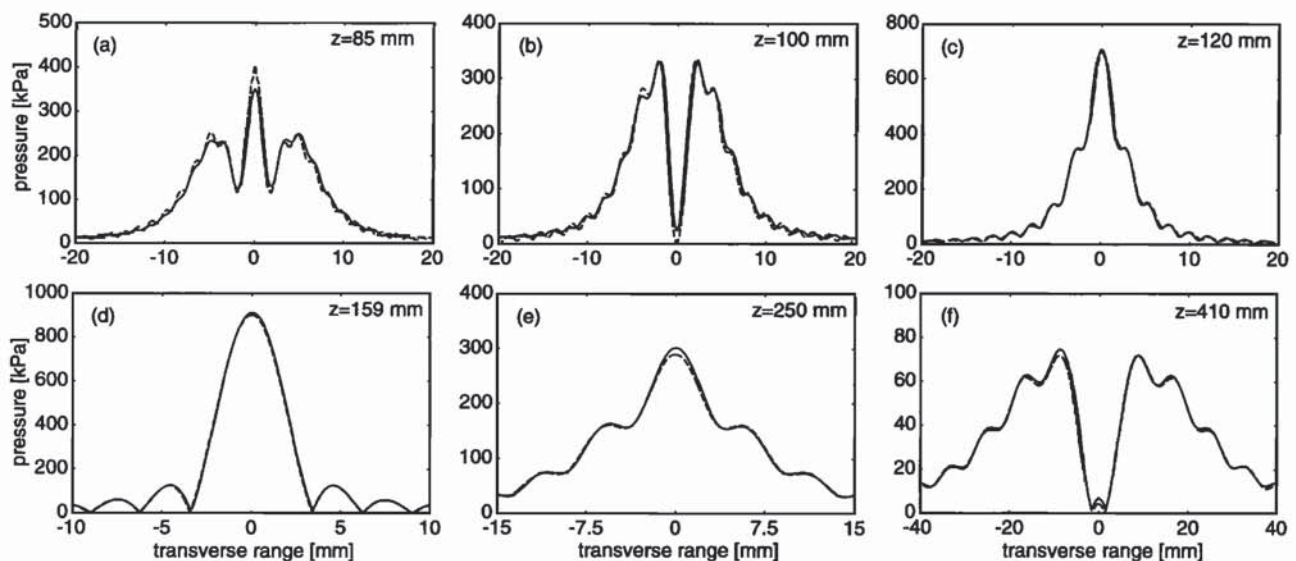 500
400
300
200
100
0
pressure [kPa]
(a)
z=85 mm
-20 -10 0 10 20
400
300
200
100
0
(b)
z=100 mm
-20 -10 0 10 20
800
600
400
200
0
(c)
z=120 mm
-20 -10 0 10 20
1000
800
600
400
200
0
pressure [kPa]
(d)
z=159 mm
-10 -5 0 5 10
transverse range [mm]
400
300
200
100
0
(e)
z=250 mm
-15 -7.5 0 7.5 15
transverse range [mm]
100
80
60
40
20
0
(f)
z=410 mm
-40 -20 0 20 40
transverse range [mm]